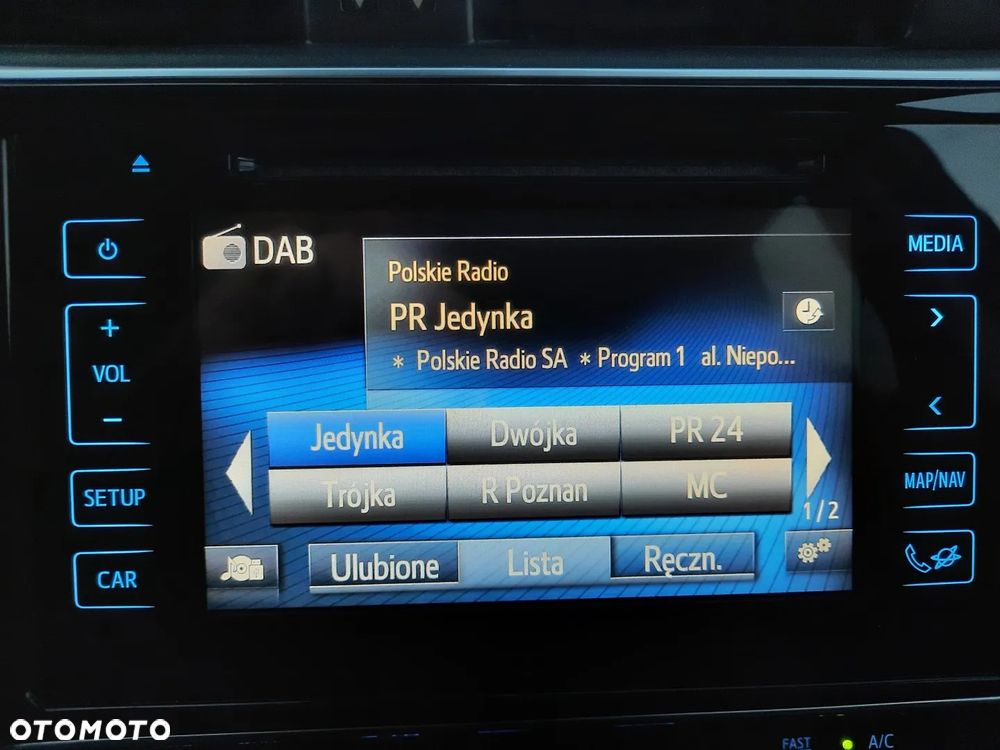 DAB
Polskie Radio
PR Jedynka
* Polskie Radio SA * Program 1 al. Niepo...
Jedynka Dwójka PR 24
Trójka R Poznan MC
1/2
Ulubione Lista Ręczn.
+
VOL
-
SETUP
CAR
MEDIA
>
<
MAP/NAV
OTOMOTO
FAST A/C